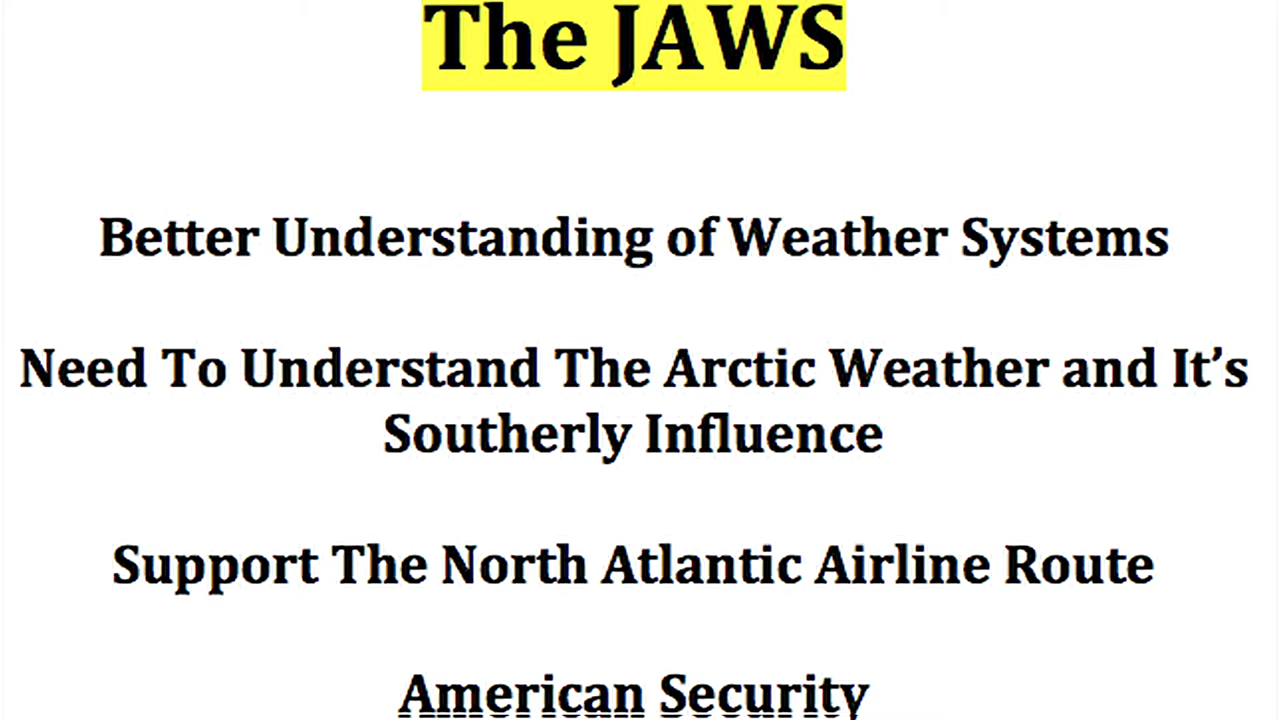 The JAWS
Better Understanding of Weather Systems
Need To Understand The Arctic Weather and It’s
Southerly Influence
Support The North Atlantic Airline Route
American Security